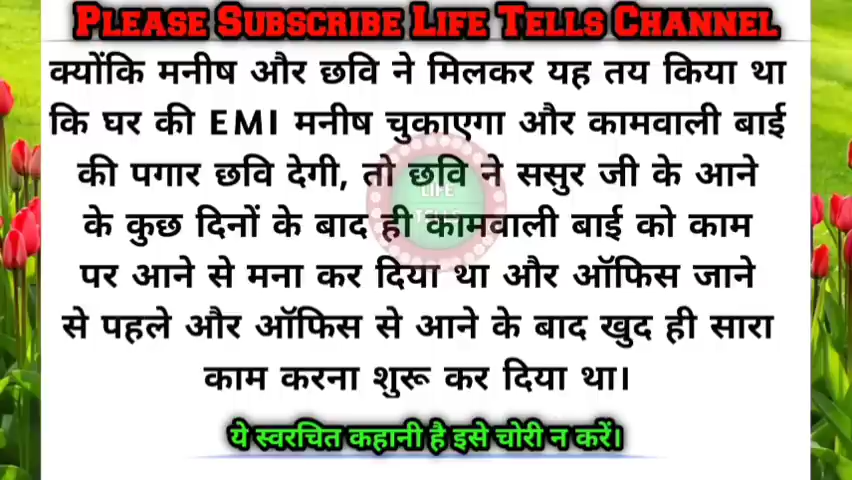 PLEASE SUBSCRIBE LIFE TELLS CHANNEL
क्योंकि मनीष और छवि ने मिलकर यह तय किया था
कि घर की EMI मनीष चुकाएगा और कामवाली बाई
की पगार छवि देगी, तो छवि ने ससुर जी के आने
के कुछ दिनों के बाद ही कामवाली बाई को काम
पर आने से मना कर दिया था और ऑफिस जाने
से पहले और ऑफिस से आने के बाद खुद ही सारा
काम करना शुरू कर दिया था।
ये स्वरचित कहानी है इसे चोरी न करें।
LIFE
TELLS